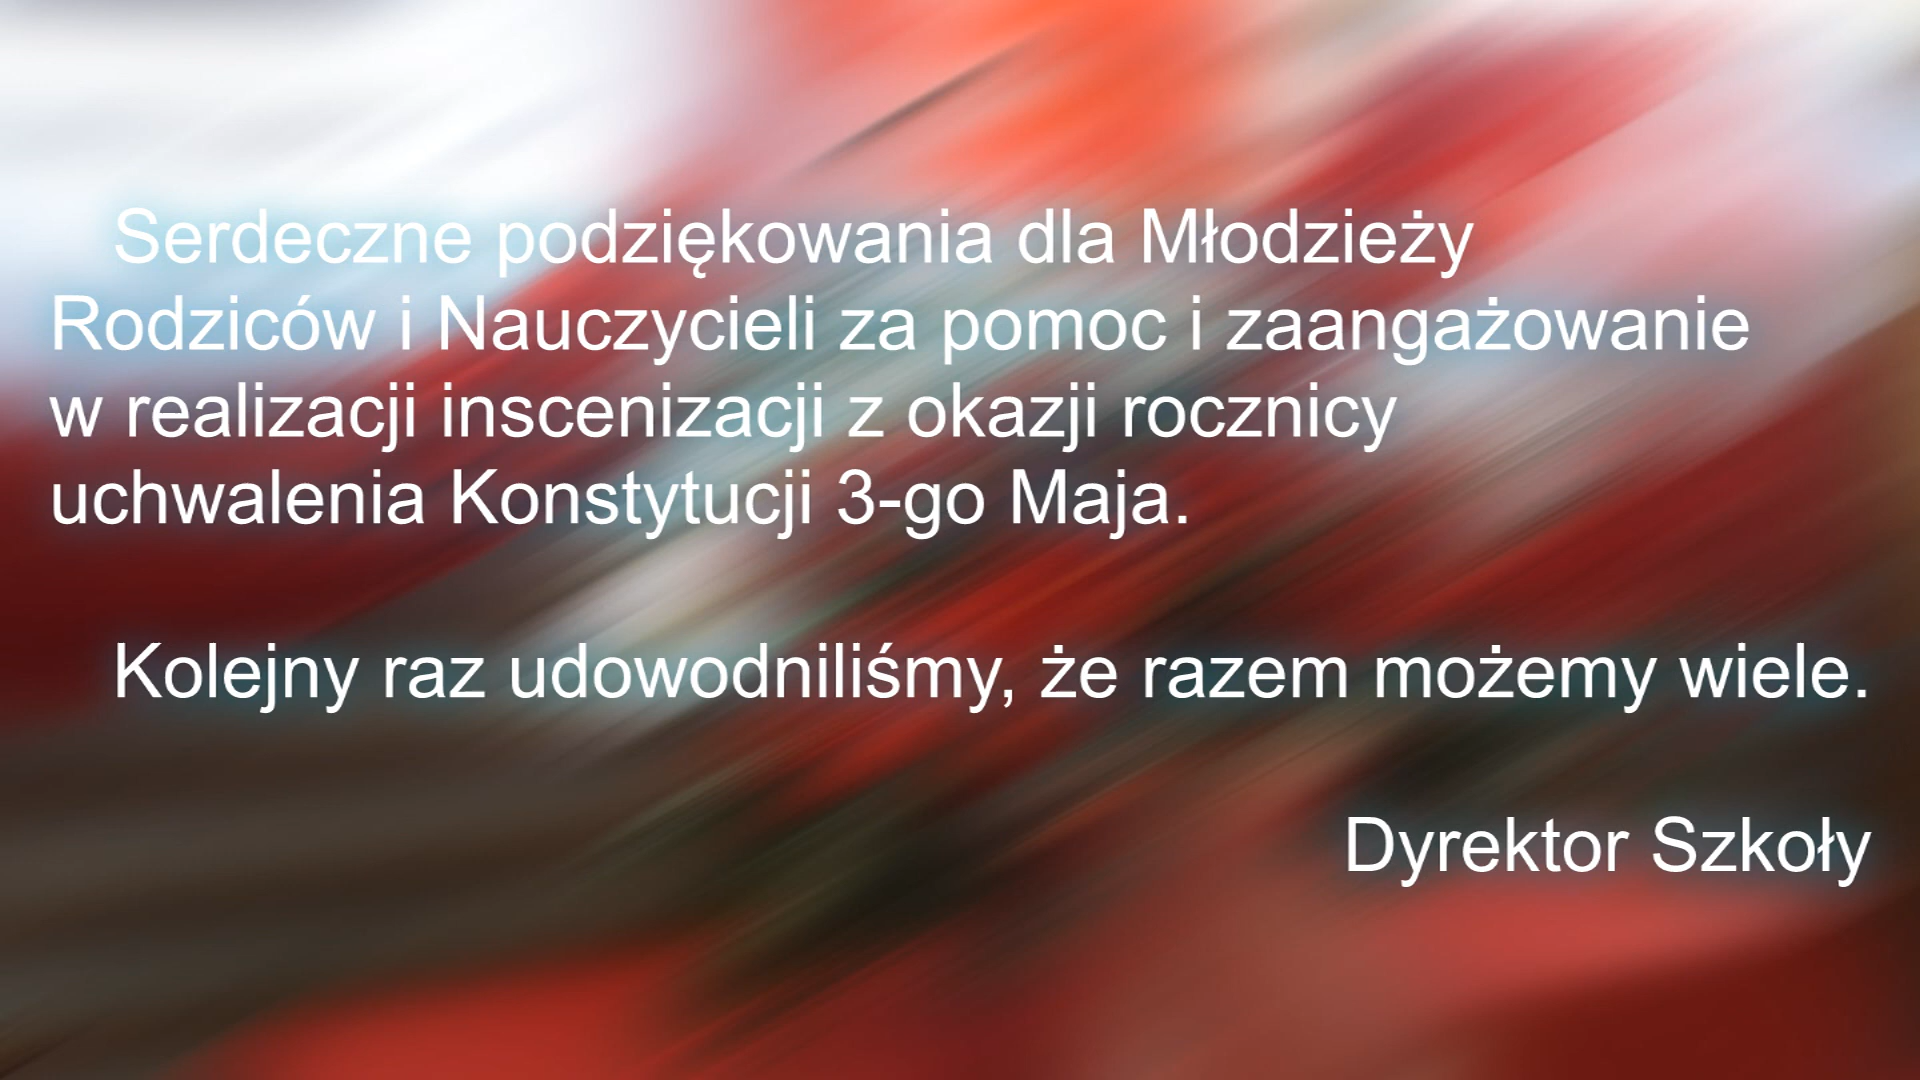 Serdeczne podziękowania dla Młodzieży
Rodziców i Nauczycieli za pomoc i zaangażowanie
w realizacji inscenizacji z okazji rocznicy
uchwalenia Konstytucji 3-go Maja.
Kolejny raz udowodniliśmy, że razem możemy wiele.
Dyrektor Szkoły